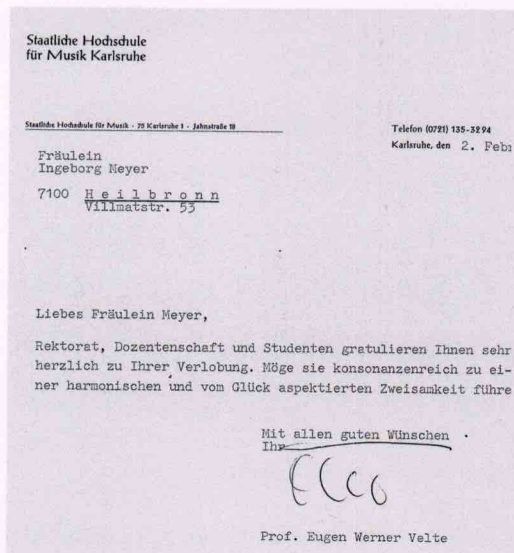 Staatliche Hochschule
für Musik Karlsruhe
Staatliche Hochschule für Musik - 75 Karlsruhe 1 - Jahnstraße 18
Telefon (0721) 135-3294
Karlsruhe, den 2. Feb
Fräulein
Ingeborg Meyer
7100 Heilbronn
Villmatstr. 53
Liebes Fräulein Meyer,
Rektorat, Dozentenschaft und Studenten gratulieren Ihnen sehr
herzlich zu Ihrer Verlobung. Möge sie konsonanzenreich zu ei-
ner harmonischen und vom Glück aspektierten Zweisamkeit führe
Mit allen guten Wünschen
Ihr
Prof. Eugen Werner Velte